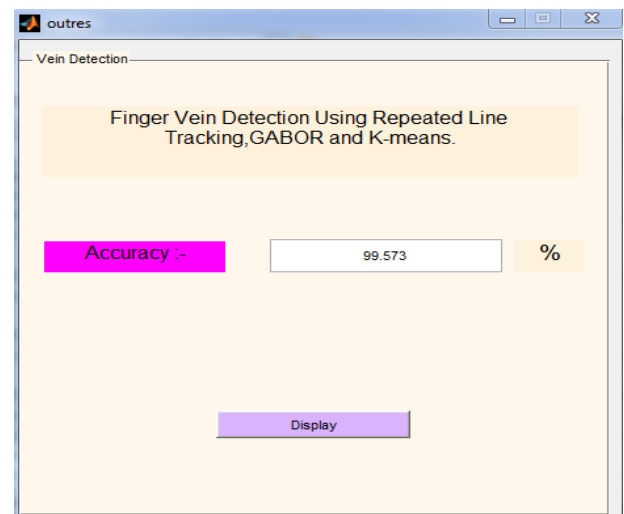 outres
Vein Detection
Finger Vein Detection Using Repeated Line
Tracking,GABOR and K-means.
Accuracy :- 99.573 %
Display